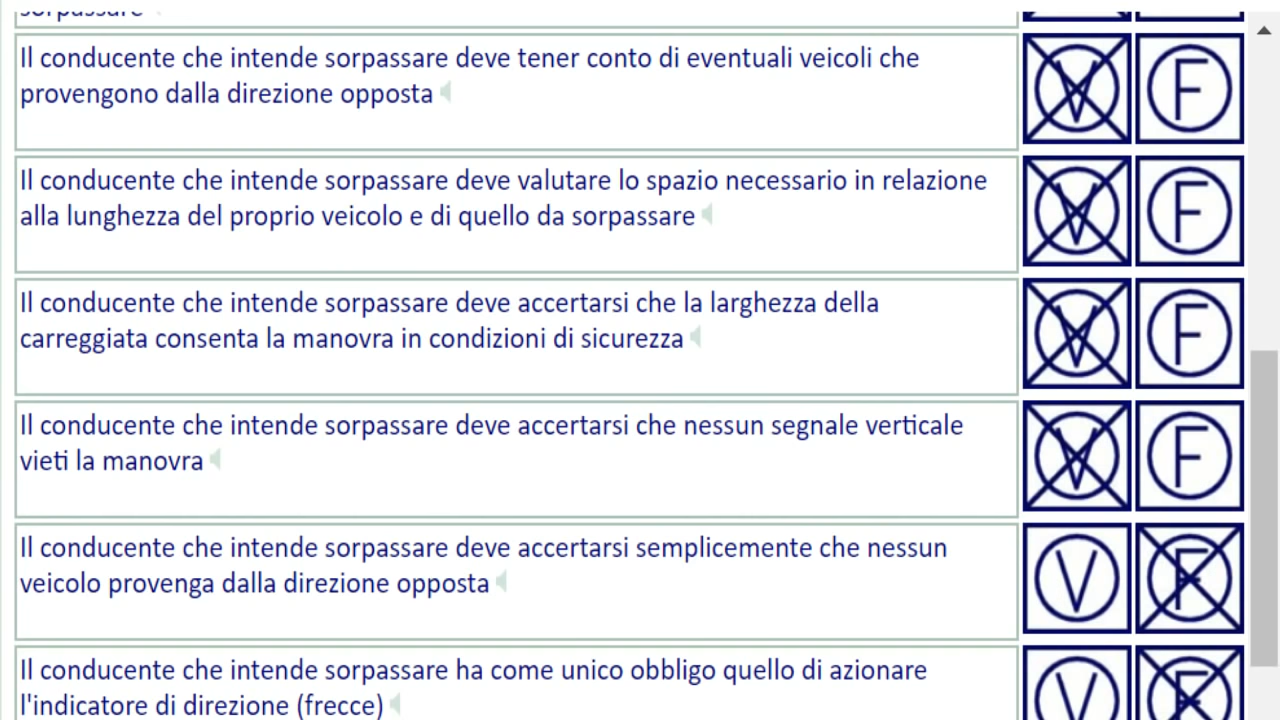 sorpassare
Il conducente che intende sorpassare deve tener conto di eventuali veicoli che
provengono dalla direzione opposta
V F
Il conducente che intende sorpassare deve valutare lo spazio necessario in relazione
alla lunghezza del proprio veicolo e di quello da sorpassare
V F
Il conducente che intende sorpassare deve accertarsi che la larghezza della
carreggiata consenta la manovra in condizioni di sicurezza
V F
Il conducente che intende sorpassare deve accertarsi che nessun segnale verticale
vieti la manovra
V F
Il conducente che intende sorpassare deve accertarsi semplicemente che nessun
veicolo provenga dalla direzione opposta
V F
Il conducente che intende sorpassare ha come unico obbligo quello di azionare
l'indicatore di direzione (frecce)
V F